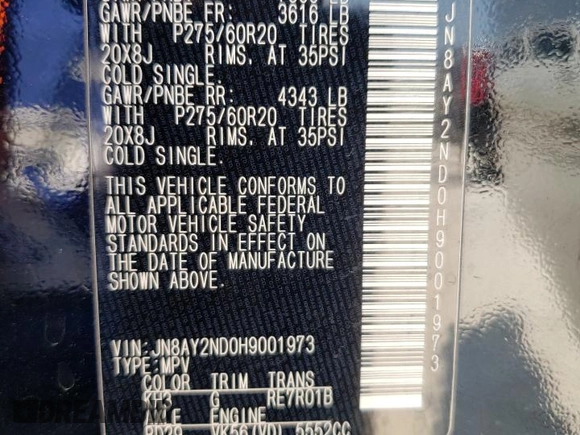 GAWR/PNBE FR: 3616 LB
WITH P275/60R20 TIRES
20X8J RIMS, AT 35PSI
COLD SINGLE.
GAWR/PNBE RR: 4343 LB
WITH P275/60R20 TIRES
20X8J RIMS, AT 35PSI
COLD SINGLE.
THIS VEHICLE CONFORMS TO
ALL APPLICABLE FEDERAL
MOTOR VEHICLE SAFETY
STANDARDS IN EFFECT ON
THE DATE OF MANUFACTURE
SHOWN ABOVE.
VIN:JN8AY2ND0H9001973
TYPE:MPV
COLOR TRIM TRANS
KH3 G RE7R01B
ENGINE
VK56(VD) 5552CC
JN8AY2ND0H9001973